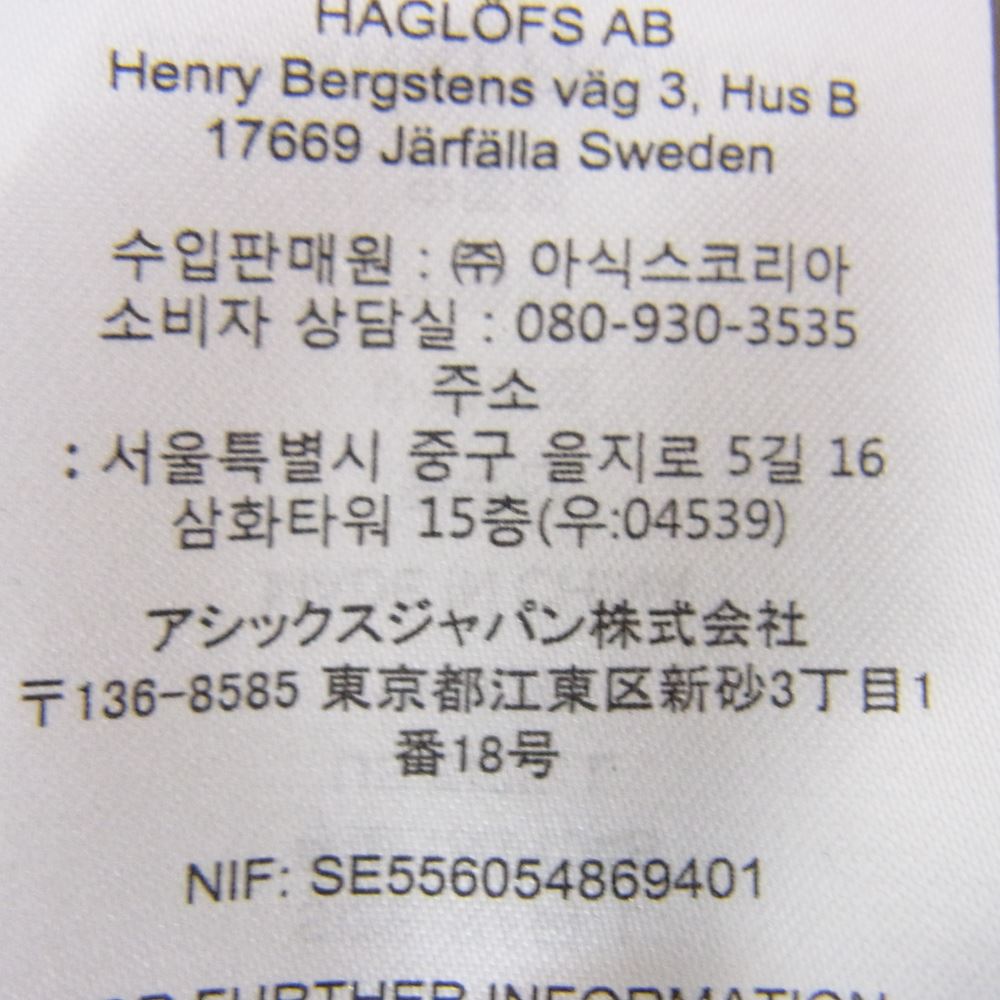 HAGLÖFS AB
Henry Bergstens väg 3, Hus B
17669 Järfälla Sweden
수입판매원 : ㈜ 아식스코리아
소비자 상담실 : 080-930-3535
주소
: 서울특별시 중구 을지로 5길 16
삼화타워 15층(우:04539)
アシックスジャパン株式会社
〒136-8585 東京都江東区新砂3丁目1
番18号
NIF: SE556054869401
FURTHER INFORMATION